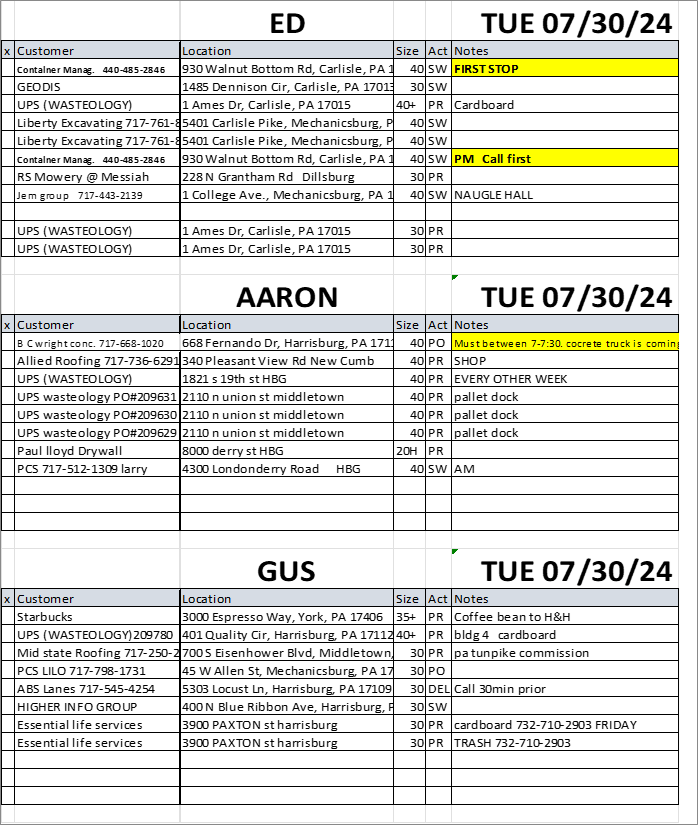 ED TUE 07/30/24
x Customer Location Size Act Notes
Container Manag. 440-485-2846 930 Walnut Bottom Rd, Carlisle, PA 1 40 SW FIRST STOP
GEODIS 1485 Dennison Cir, Carlisle, PA 17013 30 SW
UPS (WASTEOLOGY) 1 Ames Dr, Carlisle, PA 17015 40+ PR Cardboard
Liberty Excavating 717-761-8 5401 Carlisle Pike, Mechanicsburg, P 40 SW
Liberty Excavating 717-761-8 5401 Carlisle Pike, Mechanicsburg, P 40 SW
Container Manag. 440-485-2846 930 Walnut Bottom Rd, Carlisle, PA 1 40 SW PM Call first
RS Mowery @ Messiah 228 N Grantham Rd Dillsburg 30 PR
Jem group 717-443-2139 1 College Ave., Mechanicsburg, PA 1 40 SW NAUGLE HALL
UPS (WASTEOLOGY) 1 Ames Dr, Carlisle, PA 17015 30 PR
UPS (WASTEOLOGY) 1 Ames Dr, Carlisle, PA 17015 30 PR
AARON TUE 07/30/24
x Customer Location Size Act Notes
B C wright conc. 717-668-1020 668 Fernando Dr, Harrisburg, PA 171 40 PO Must between 7-7:30. cocrete truck is coming
Allied Roofing 717-736-6291 340 Pleasant View Rd New Cumb 40 PR SHOP
UPS (WASTEOLOGY) 1821 s 19th st HBG 40 PR EVERY OTHER WEEK
UPS wasteology PO#209631 2110 n union st middletown 40 PR pallet dock
UPS wasteology PO#209630 2110 n union st middletown 40 PR pallet dock
UPS wasteology PO#209629 2110 n union st middletown 40 PR pallet dock
Paul lloyd Drywall 8000 derry st HBG 20H PR
PCS 717-512-1309 larry 4300 Londonderry Road HBG 40 SW AM
GUS TUE 07/30/24
x Customer Location Size Act Notes
Starbucks 3000 Espresso Way, York, PA 17406 35+ PR Coffee bean to H&H
UPS (WASTEOLOGY)209780 401 Quality Cir, Harrisburg, PA 17112 40+ PR bldg 4 cardboard
Mid state Roofing 717-250-2 700 S Eisenhower Blvd, Middletown, 30 PR pa tunpike commission
PCS LILO 717-798-1731 45 W Allen St, Mechanicsburg, PA 17 30 PO
ABS Lanes 717-545-4254 5303 Locust Ln, Harrisburg, PA 17109 30 DEL Call 30min prior
HIGHER INFO GROUP 400 N Blue Ribbon Ave, Harrisburg, P 30 SW
Essential life services 3900 PAXTON st harrisburg 30 PR cardboard 732-710-2903 FRIDAY
Essential life services 3900 PAXTON st harrisburg 30 PR TRASH 732-710-2903